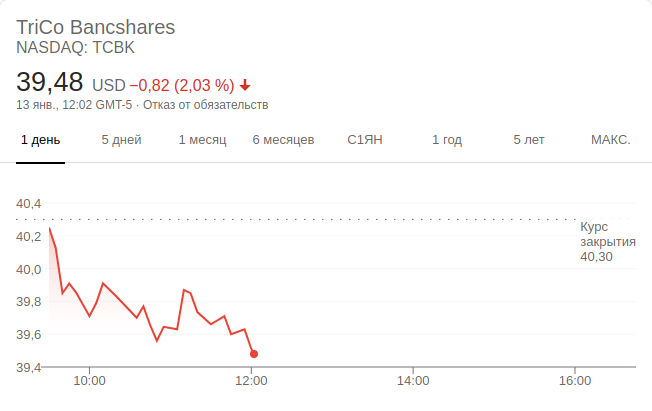 TriCo Bancshares
NASDAQ: TCBK
39,48 USD −0,82 (2,03 %)
13 янв., 12:02 GMT-5 · Отказ от обязательств
1 день 5 дней 1 месяц 6 месяцев С1ЯН 1 год 5 лет МАКС.
40,4
40,2
40,0
39,8
39,6
39,4
Курс
закрытия
40,30
10:00 12:00 14:00 16:00